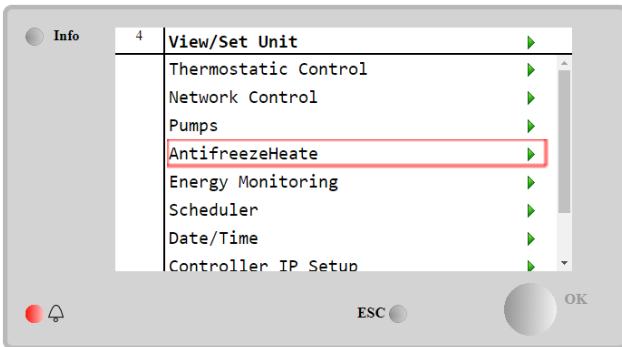 Info
4 View/Set Unit
Thermostatic Control
Network Control
Pumps
AntifreezeHeate
Energy Monitoring
Scheduler
Date/Time
Controller IP Setup
ESC
OK